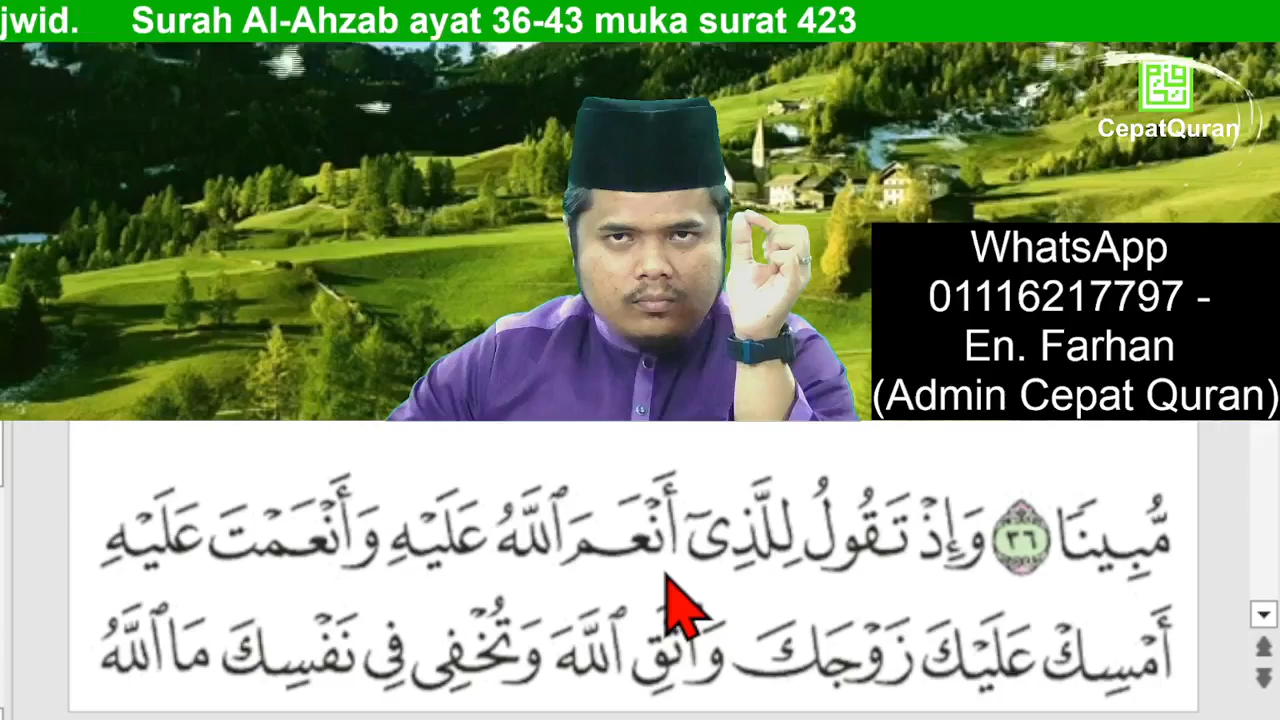 jwid. Surah Al-Ahzab ayat 36-43 muka surat 423
CepatQuran
WhatsApp
01116217797 -
En. Farhan
(Admin Cepat Quran)
مُّبِينًا ٣٦ وَإِذْ تَقُولُ لِلَّذِىٓ أَنْعَمَ ٱللَّهُ عَلَيْهِ وَأَنْعَمْتَ عَلَيْهِ
أَمْسِكْ عَلَيْكَ زَوْجَكَ وَٱتَّقِ ٱللَّهَ وَتُخْفِى فِى نَفْسِكَ مَا ٱللَّهُ